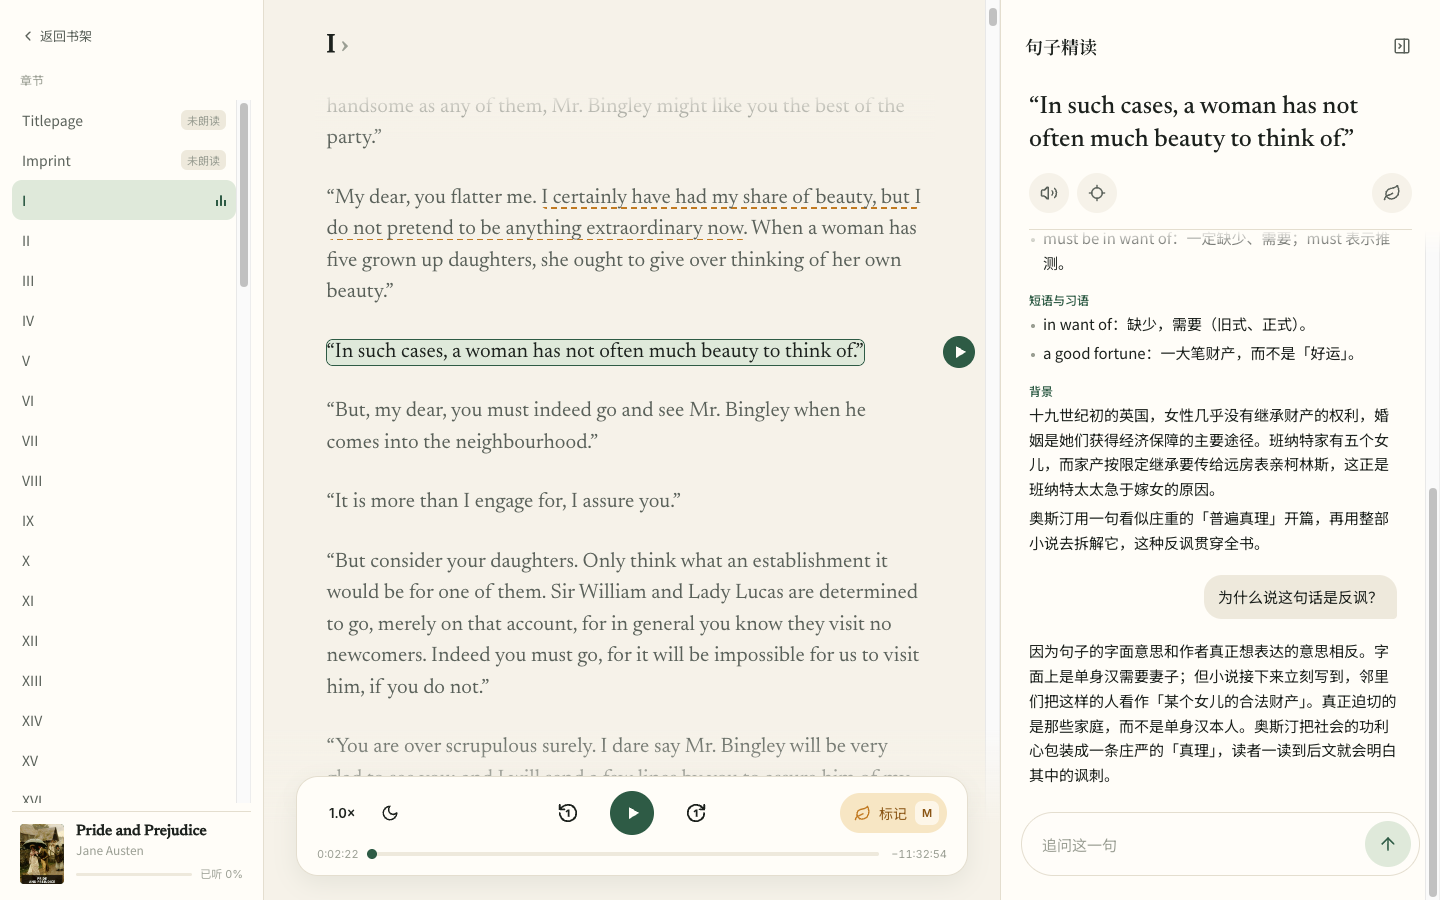 返回书架
章节
Titlepage 未朗读
Imprint 未朗读
I
II
III
IV
V
VI
VII
VIII
IX
X
XI
XII
XIII
XIV
XV
XVI
Pride and Prejudice
Jane Austen
已听 0%
I ›
handsome as any of them, Mr. Bingley might like you the best of the
party.”
“My dear, you flatter me. I certainly have had my share of beauty, but I
do not pretend to be anything extraordinary now. When a woman has
five grown up daughters, she ought to give over thinking of her own
beauty.”
“In such cases, a woman has not often much beauty to think of.”
“But, my dear, you must indeed go and see Mr. Bingley when he
comes into the neighbourhood.”
“It is more than I engage for, I assure you.”
“But consider your daughters. Only think what an establishment it
would be for one of them. Sir William and Lady Lucas are determined
to go, merely on that account, for in general you know they visit no
newcomers. Indeed you must go, for it will be impossible for us to visit
him, if you do not.”
“You are over scrupulous surely. I dare say Mr. Bingley will be very
glad to see you; and I will send a few lines by you to assure him of my
1.0×
1
1
标记 M
0:02:22
−11:32:54
句子精读
“In such cases, a woman has not
often much beauty to think of.”
• must be in want of：一定缺少、需要；must 表示推
测。
短语与习语
• in want of：缺少，需要（旧式、正式）。
• a good fortune：一大笔财产，而不是「好运」。
背景
十九世纪初的英国，女性几乎没有继承财产的权利，婚
姻是她们获得经济保障的主要途径。班纳特家有五个女
儿，而家产按限定继承要传给远房表亲柯林斯，这正是
班纳特太太急于嫁女的原因。
奥斯汀用一句看似庄重的「普遍真理」开篇，再用整部
小说去拆解它，这种反讽贯穿全书。
为什么说这句话是反讽？
因为句子的字面意思和作者真正想表达的意思相反。字
面上是单身汉需要妻子；但小说接下来立刻写到，邻里
们把这样的人看作「某个女儿的合法财产」。真正迫切的
是那些家庭，而不是单身汉本人。奥斯汀把社会的功利
心包装成一条庄严的「真理」，读者一读到后文就会明白
其中的讽刺。
追问这一句